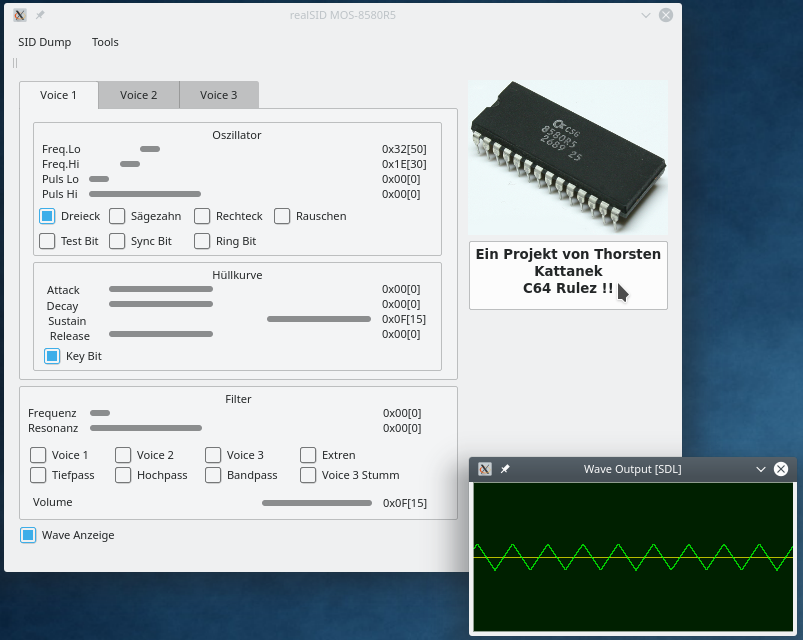 realSID MOS-8580R5
SID Dump Tools
Voice 1 Voice 2 Voice 3
Oszillator
Freq.Lo 0x32[50]
Freq.Hi 0x1E[30]
Puls Lo 0x00[0]
Puls Hi 0x00[0]
Dreieck Sägezahn Rechteck Rauschen
Test Bit Sync Bit Ring Bit
Hüllkurve
Attack 0x00[0]
Decay 0x00[0]
Sustain 0x0F[15]
Release 0x00[0]
Key Bit
Filter
Frequenz 0x00[0]
Resonanz 0x00[0]
Voice 1 Voice 2 Voice 3 Extren
Tiefpass Hochpass Bandpass Voice 3 Stumm
Volume 0x0F[15]
Wave Anzeige
CSG
8580R5
2689 25
Ein Projekt von Thorsten
Kattanek
C64 Rulez !!
Wave Output [SDL]